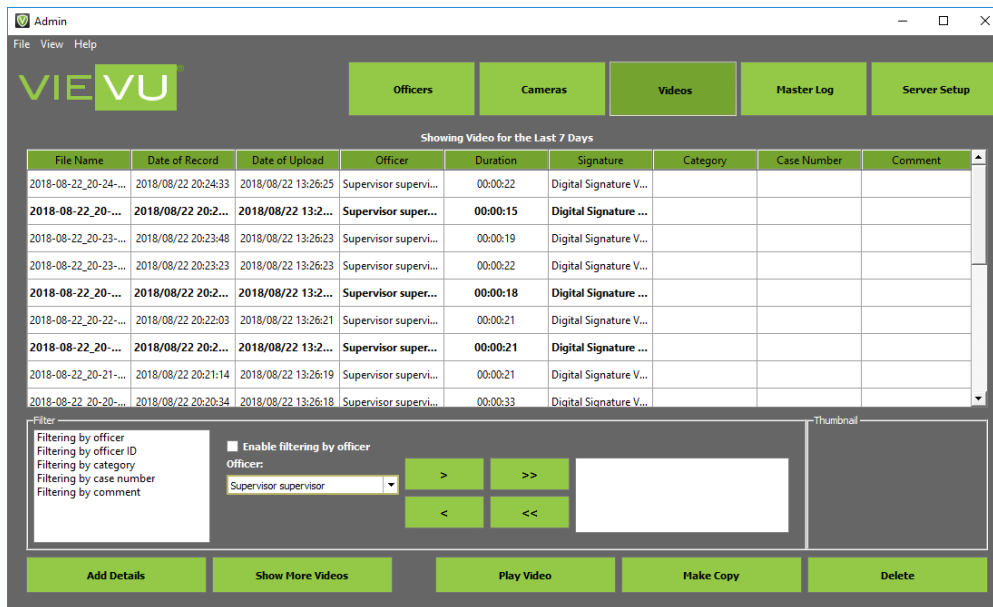 Admin
File View Help
VIEVU®
Officers Cameras Videos Master Log Server Setup
Showing Video for the Last 7 Days
File Name Date of Record Date of Upload Officer Duration Signature Category Case Number Comment
2018-08-22_20-24-... 2018/08/22 20:24:33 2018/08/22 13:26:25 Supervisor supervi... 00:00:22 Digital Signature V...
2018-08-22_20-... 2018/08/22 20:2... 2018/08/22 13:2... Supervisor super... 00:00:15 Digital Signature ...
2018-08-22_20-23-... 2018/08/22 20:23:48 2018/08/22 13:26:23 Supervisor supervi... 00:00:19 Digital Signature V...
2018-08-22_20-23-... 2018/08/22 20:23:23 2018/08/22 13:26:23 Supervisor supervi... 00:00:22 Digital Signature V...
2018-08-22_20-... 2018/08/22 20:2... 2018/08/22 13:2... Supervisor super... 00:00:18 Digital Signature ...
2018-08-22_20-22-... 2018/08/22 20:22:03 2018/08/22 13:26:21 Supervisor supervi... 00:00:21 Digital Signature V...
2018-08-22_20-... 2018/08/22 20:2... 2018/08/22 13:2... Supervisor super... 00:00:21 Digital Signature ...
2018-08-22_20-21-... 2018/08/22 20:21:14 2018/08/22 13:26:19 Supervisor supervi... 00:00:21 Digital Signature V...
2018-08-22 20-20-... 2018/08/22 20:20:34 2018/08/22 13:26:18 Supervisor supervi... 00:00:33 Digital Signature V...
Filter Thumbnail
Filtering by officer
Filtering by officer ID
Filtering by category
Filtering by case number
Filtering by comment
Enable filtering by officer
Officer:
Supervisor supervisor
> >>
< <<
Add Details Show More Videos Play Video Make Copy Delete